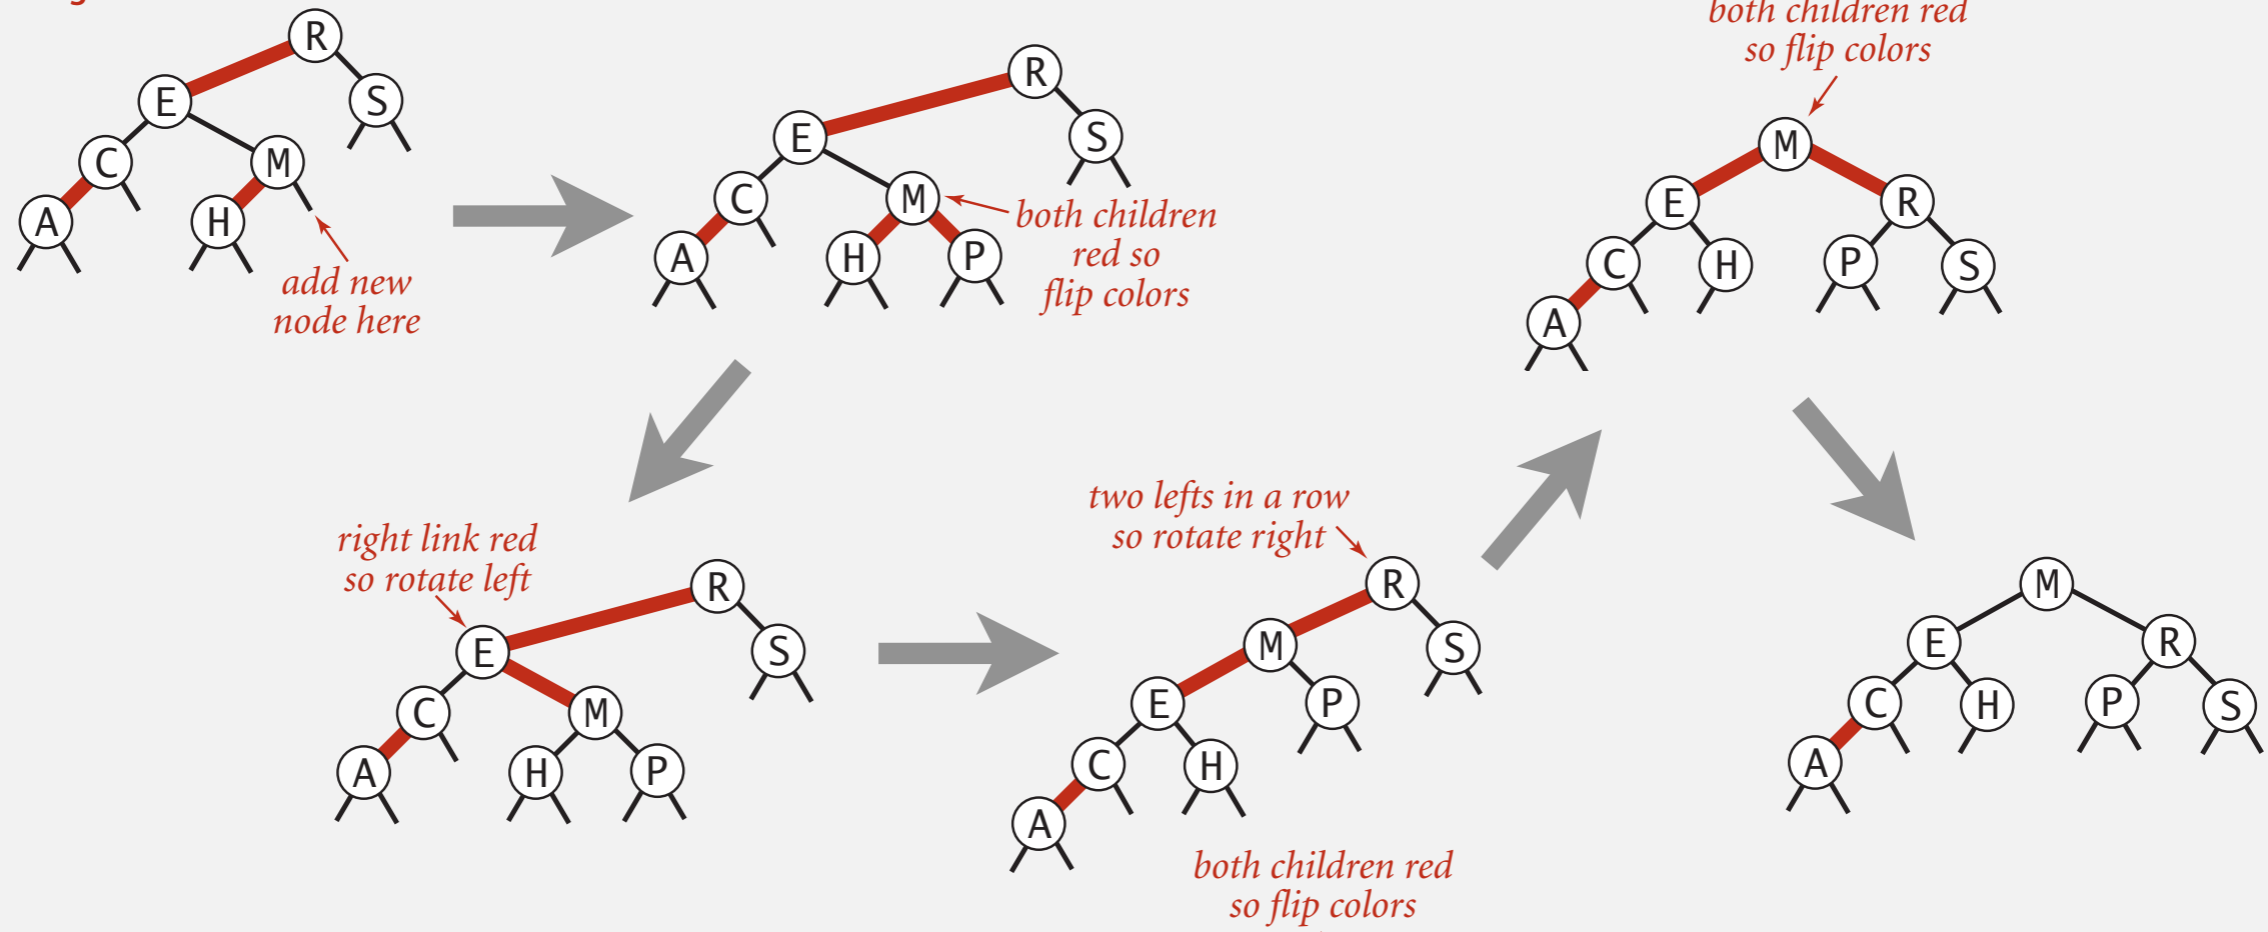 R
E
S
C
M
A
H
add new
node here
R
E
S
C
M
A
H
P
both children
red so
flip colors
right link red
so rotate left
R
E
S
C
M
A
H
P
two lefts in a row
so rotate right
R
M
S
E
P
C
H
A
both children red
so flip colors
both children red
so flip colors
M
E
R
C
H
P
S
A
M
E
R
C
H
P
S
A